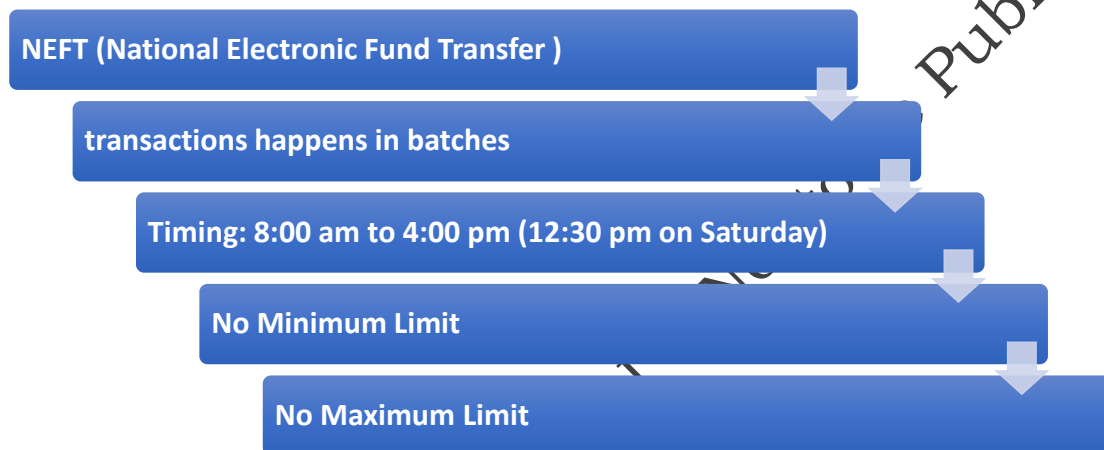 NEFT (National Electronic Fund Transfer )
transactions happens in batches
Timing: 8:00 am to 4:00 pm (12:30 pm on Saturday)
No Minimum Limit
No Maximum Limit